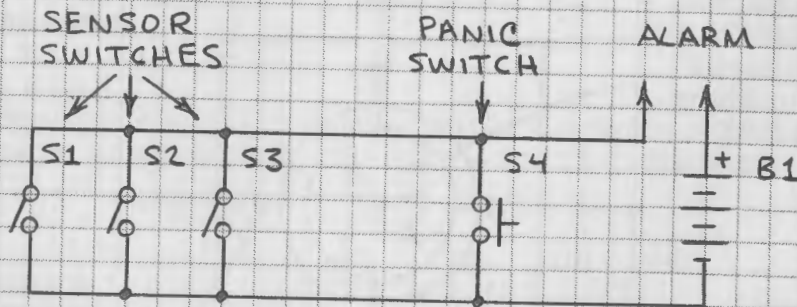 SENSOR
SWITCHES
PANIC
SWITCH
ALARM
S1
S2
S3
S4
+ B1